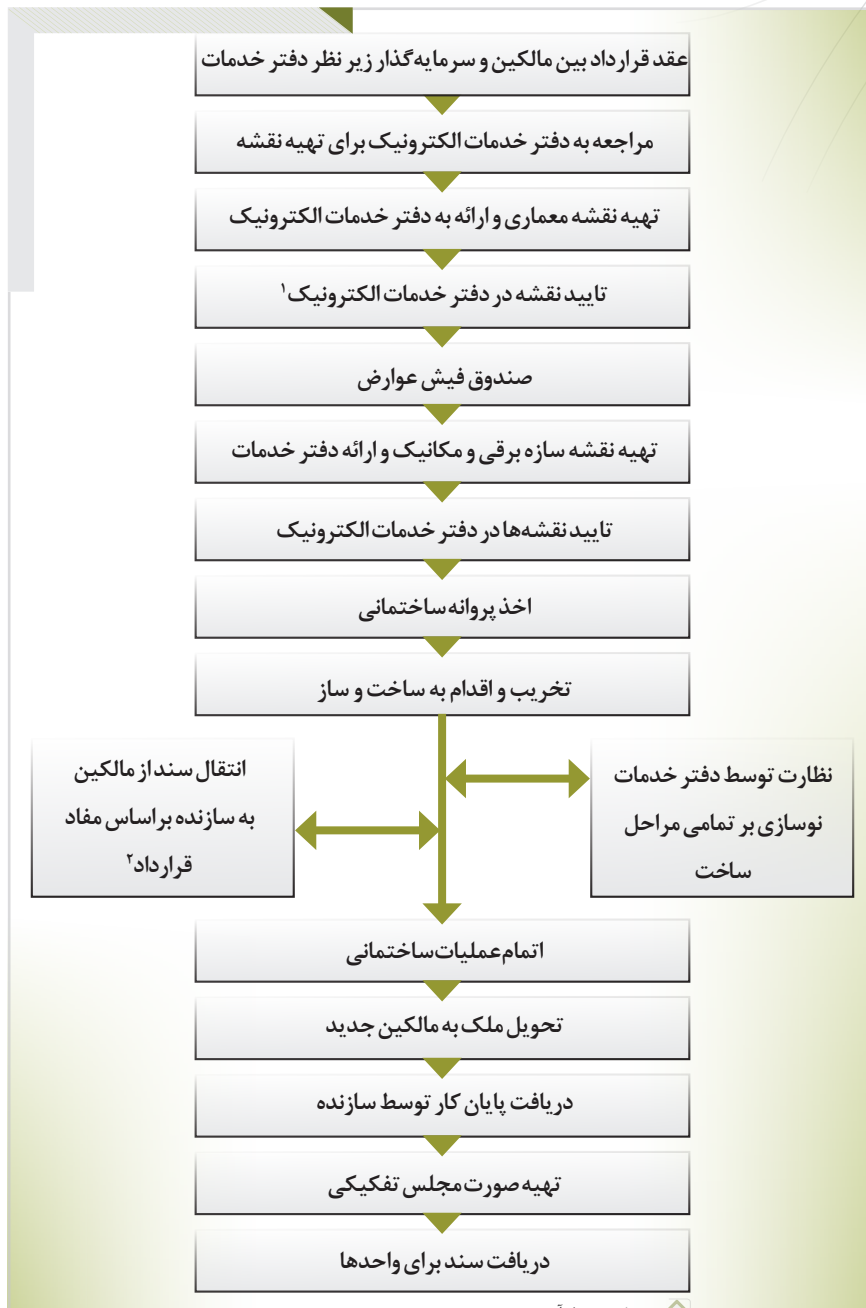 عقد قرارداد بین مالکین و سرمایه‌گذار زیر نظر دفتر خدمات
مراجعه به دفتر خدمات الکترونیک برای تهیه نقشه
تهیه نقشه معماری و ارائه به دفتر خدمات الکترونیک
تایید نقشه در دفتر خدمات الکترونیک۱
صندوق فیش عوارض
تهیه نقشه سازه برقی و مکانیک و ارائه دفتر خدمات
تایید نقشه‌ها در دفتر خدمات الکترونیک
اخذ پروانه ساختمانی
تخریب و اقدام به ساخت و ساز
نظارت توسط دفتر خدمات
نوسازی بر تمامی مراحل
ساخت
انتقال سند از مالکین
به سازنده براساس مفاد
قرارداد۲
اتمام عملیات ساختمانی
تحویل ملک به مالکین جدید
دریافت پایان کار توسط سازنده
تهیه صورت مجلس تفکیکی
دریافت سند برای واحدها